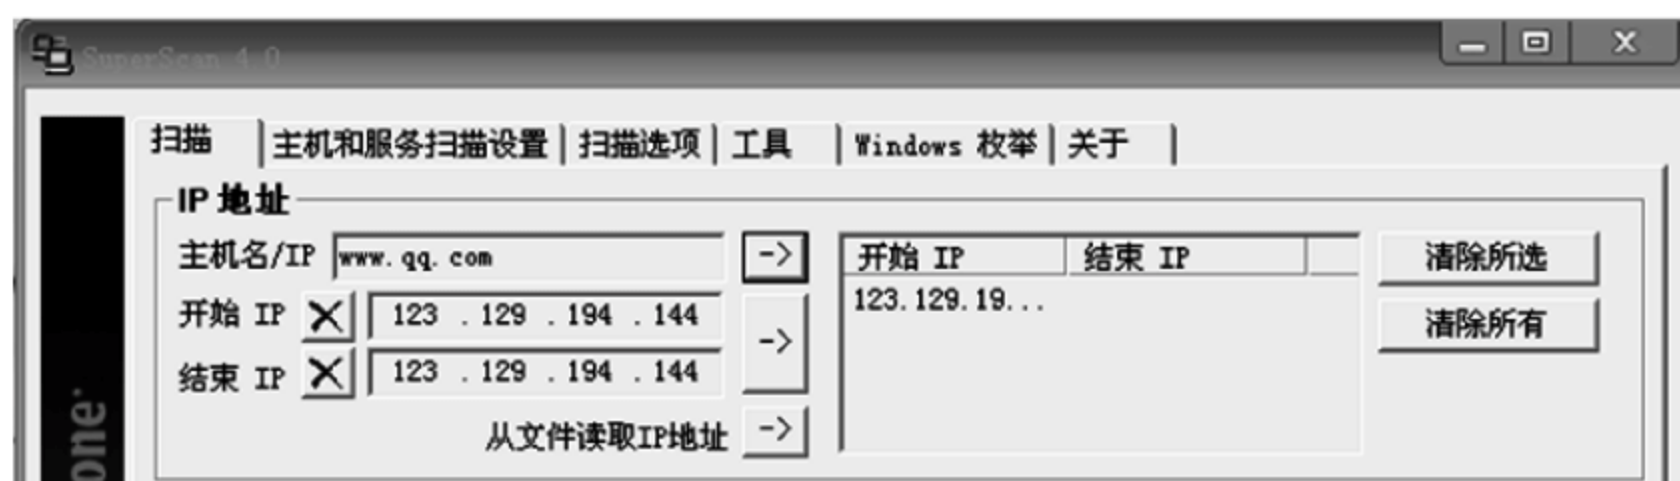 SuperScan 4.0
扫描 主机和服务扫描设置 扫描选项 工具 Windows 枚举 关于
IP 地址
主机名/IP www.qq.com -> 开始 IP 结束 IP 清除所选
开始 IP 123 .129 .194 .144 -> 123.129.19... 清除所有
结束 IP 123 .129 .194 .144
从文件读取IP地址 ->
one